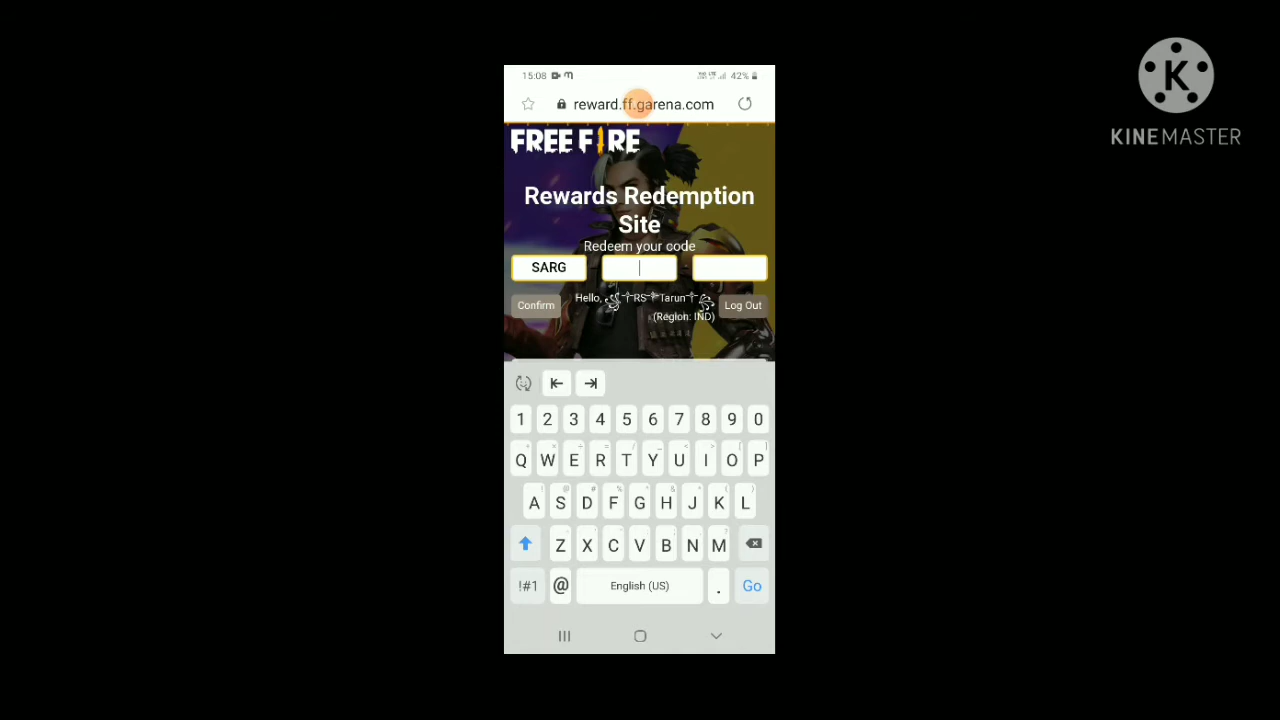 KINEMASTER
15:08 42%
reward.ff.garena.com
FREE FIRE
Rewards Redemption
Site
Redeem your code
SARG
Confirm
Hello, ꧁༒RS༒Tarun༒꧂
(Region: IND)
Log Out
1 2 3 4 5 6 7 8 9 0
Q W E R T Y U I O P
A S D F G H J K L
Z X C V B N M
!#1 @ English (US) . Go